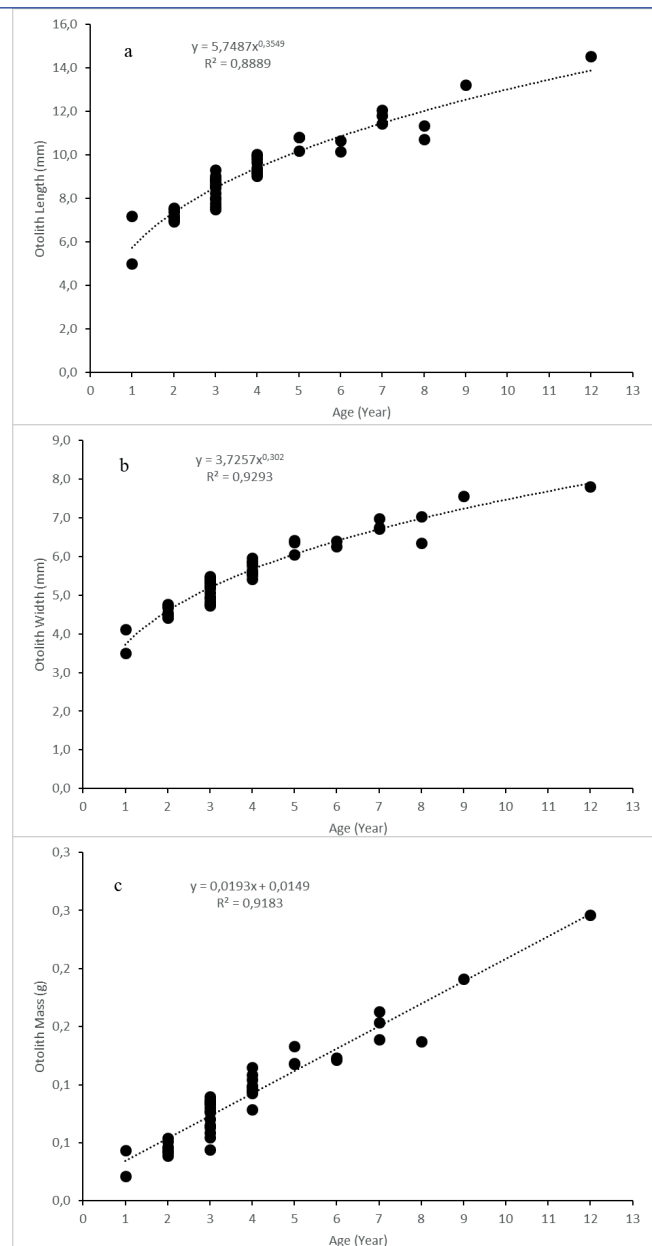 a
y = 5,7487x^0,3549
R² = 0,8889
16,0
14,0
12,0
10,0
8,0
6,0
4,0
2,0
0,0
Otolith Length (mm)
0 1 2 3 4 5 6 7 8 9 10 11 12 13
Age (Year)
b
y = 3,7257x^0,302
R² = 0,9293
9,0
8,0
7,0
6,0
5,0
4,0
3,0
2,0
1,0
0,0
Otolith Width (mm)
0 1 2 3 4 5 6 7 8 9 10 11 12 13
Age (Year)
c
y = 0,0193x + 0,0149
R² = 0,9183
0,3
0,3
0,2
0,2
0,1
0,1
0,0
Otolith Mass (g)
0 1 2 3 4 5 6 7 8 9 10 11 12 13
Age (Year)